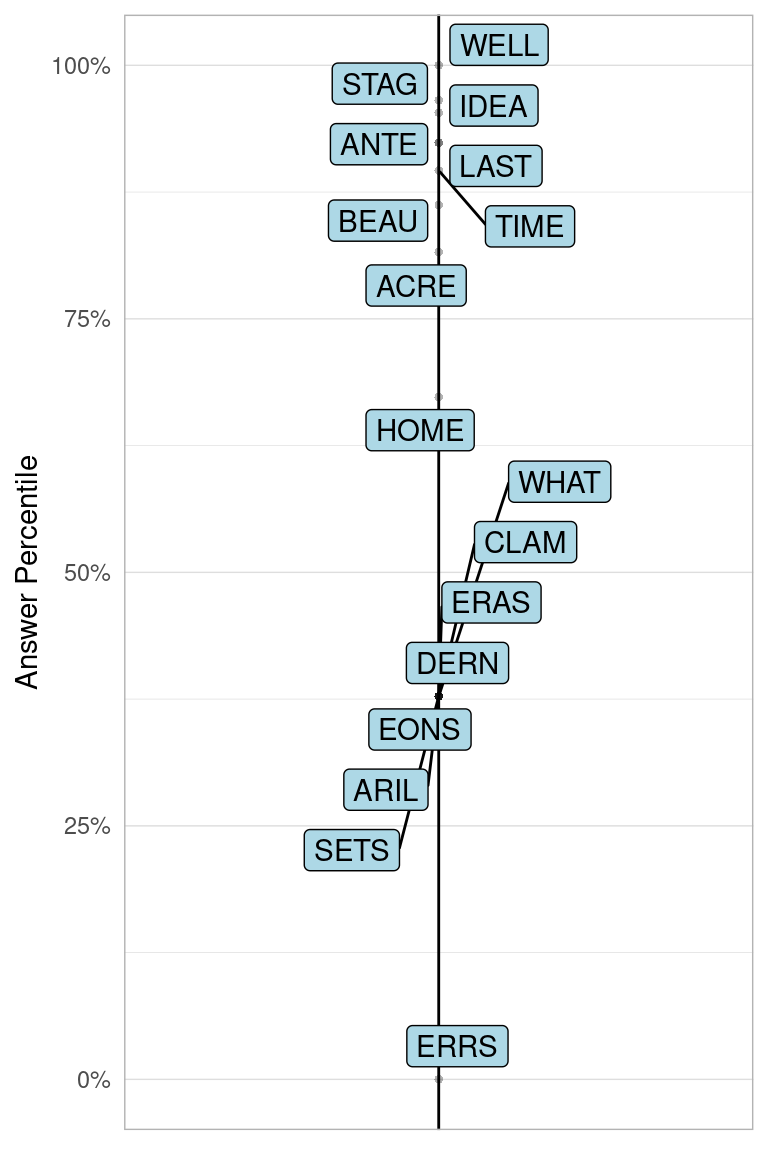 WELL
100%
STAG
IDEA
ANTE
LAST
BEAU
TIME
ACRE
75%
HOME
WHAT
CLAM
50%
ERAS
Answer Percentile
DERN
EONS
ARIL
25%
SETS
ERRS
0%